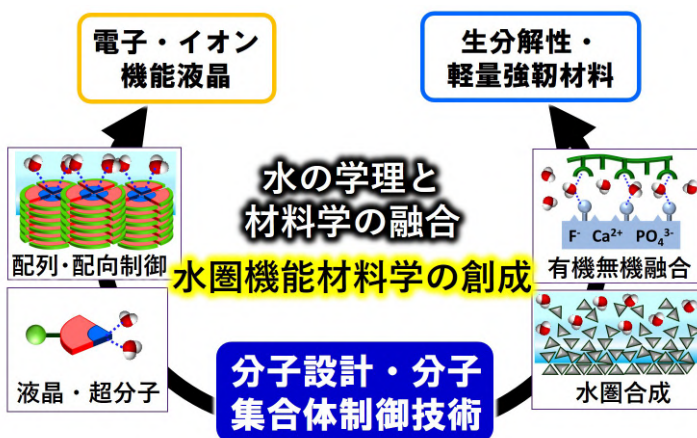 電子・イオン
機能液晶
生分解性・
軽量強靭材料
水の学理と
材料学の融合
水圏機能材料学の創成
配列・配向制御
F- Ca²⁺ PO₄³⁻
有機無機融合
液晶・超分子
分子設計・分子
集合体制御技術
水圏合成